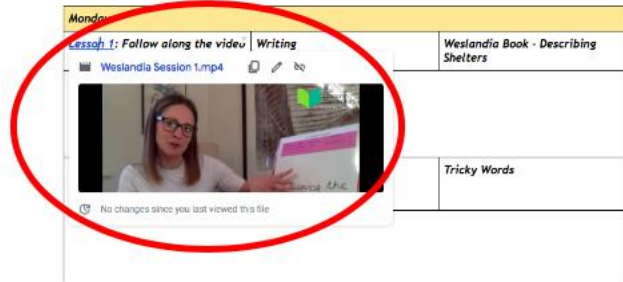 Monday
Lesson 1: Follow along the video
Writing
Weslandia Book - Describing
Shelters
Weslandia Session 1.mp4
the
Tricky Words
No changes since you last viewed this file